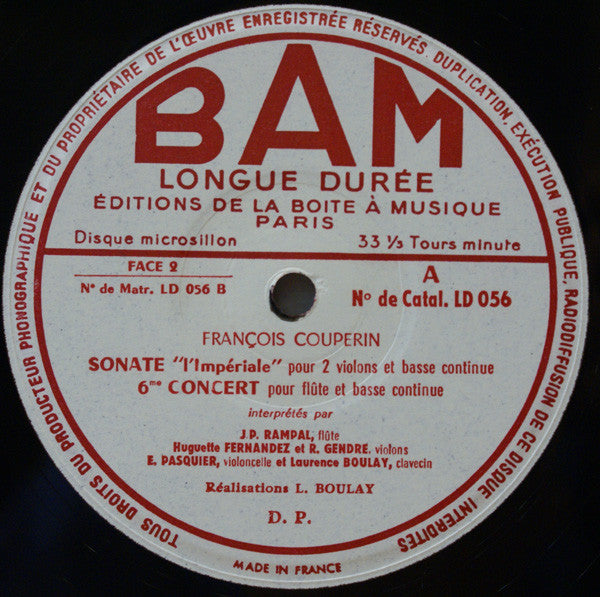 TOUS DROITS DU PRODUCTEUR PHONOGRAPHIQUE ET DU PROPRIÉTAIRE DE L'ŒUVRE ENREGISTRÉE RÉSERVÉS. DUPLICATION, EXÉCUTION PUBLIQUE, RADIODIFFUSION DE CE DISQUE INTERDITES
BAM
LONGUE DURÉE
ÉDITIONS DE LA BOITE À MUSIQUE
PARIS
Disque microsillon 33 1/3 Tours minute
FACE 2 A
No de Matr. LD 056 B No de Catal. LD 056
FRANÇOIS COUPERIN
SONATE "l'Impériale" pour 2 violons et basse continue
6me CONCERT pour flûte et basse continue
interprétés par
J.P. RAMPAL, flûte
Huguette FERNANDEZ et R. GENDRE, violons
E. PASQUIER, violoncelle et Laurence BOULAY, clavecin
Réalisations L. BOULAY
D. P.
MADE IN FRANCE